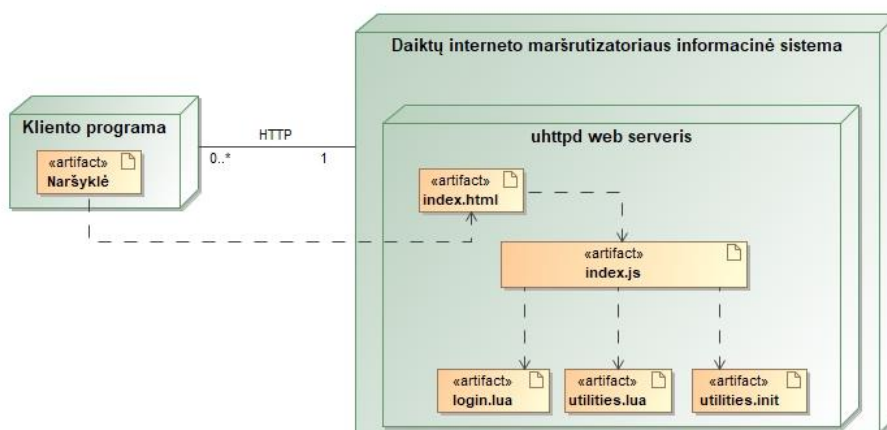 Daiktų interneto maršrutizatoriaus informacinė sistema
Kliento programa
«artifact»
Naršyklė
HTTP
0..*
1
uhttpd web serveris
«artifact»
index.html
«artifact»
index.js
«artifact»
login.lua
«artifact»
utilities.lua
«artifact»
utilities.init